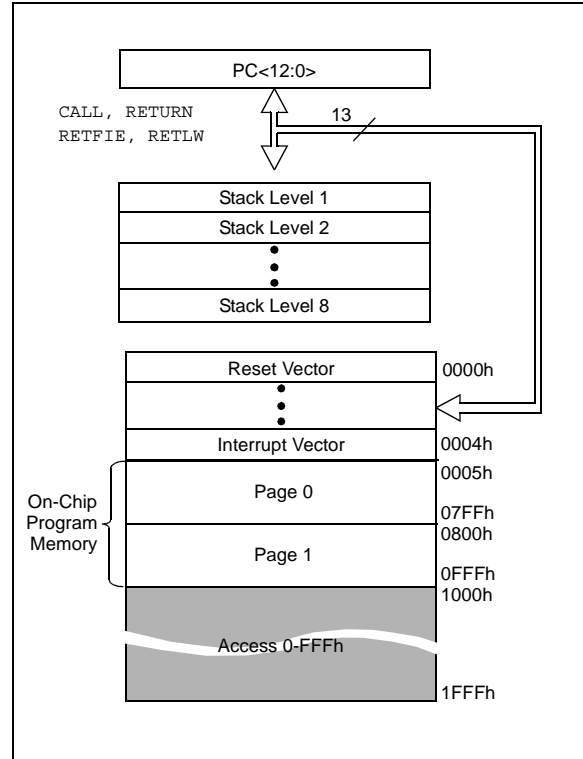 PC<12:0>
CALL, RETURN
RETFIE, RETLW
13
Stack Level 1
Stack Level 2
Stack Level 8
Reset Vector
0000h
Interrupt Vector
0004h
0005h
On-Chip
Program
Memory
Page 0
07FFh
0800h
Page 1
0FFFh
1000h
Access 0-FFFh
1FFFh